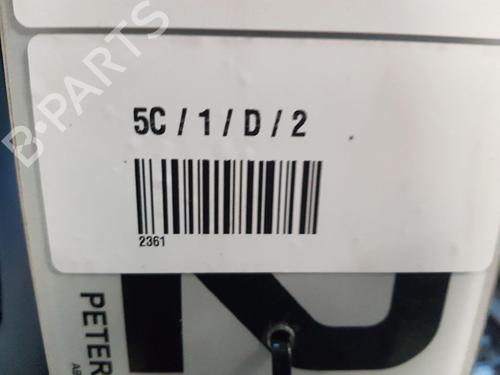 B-PARTS
5C / 1 / D / 2
2361
PETER